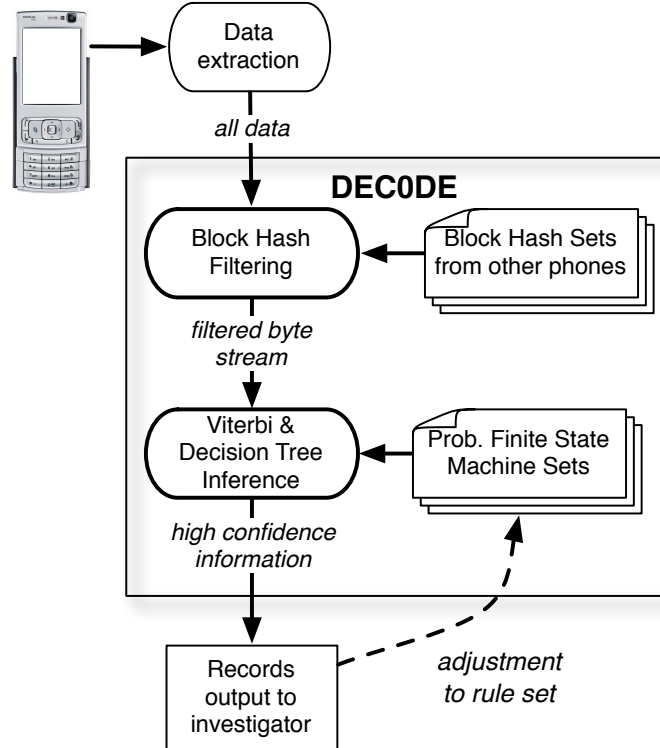 Data
extraction
all data
DEC0DE
Block Hash
Filtering
Block Hash Sets
from other phones
filtered byte
stream
Viterbi &
Decision Tree
Inference
Prob. Finite State
Machine Sets
high confidence
information
Records
output to
investigator
adjustment
to rule set